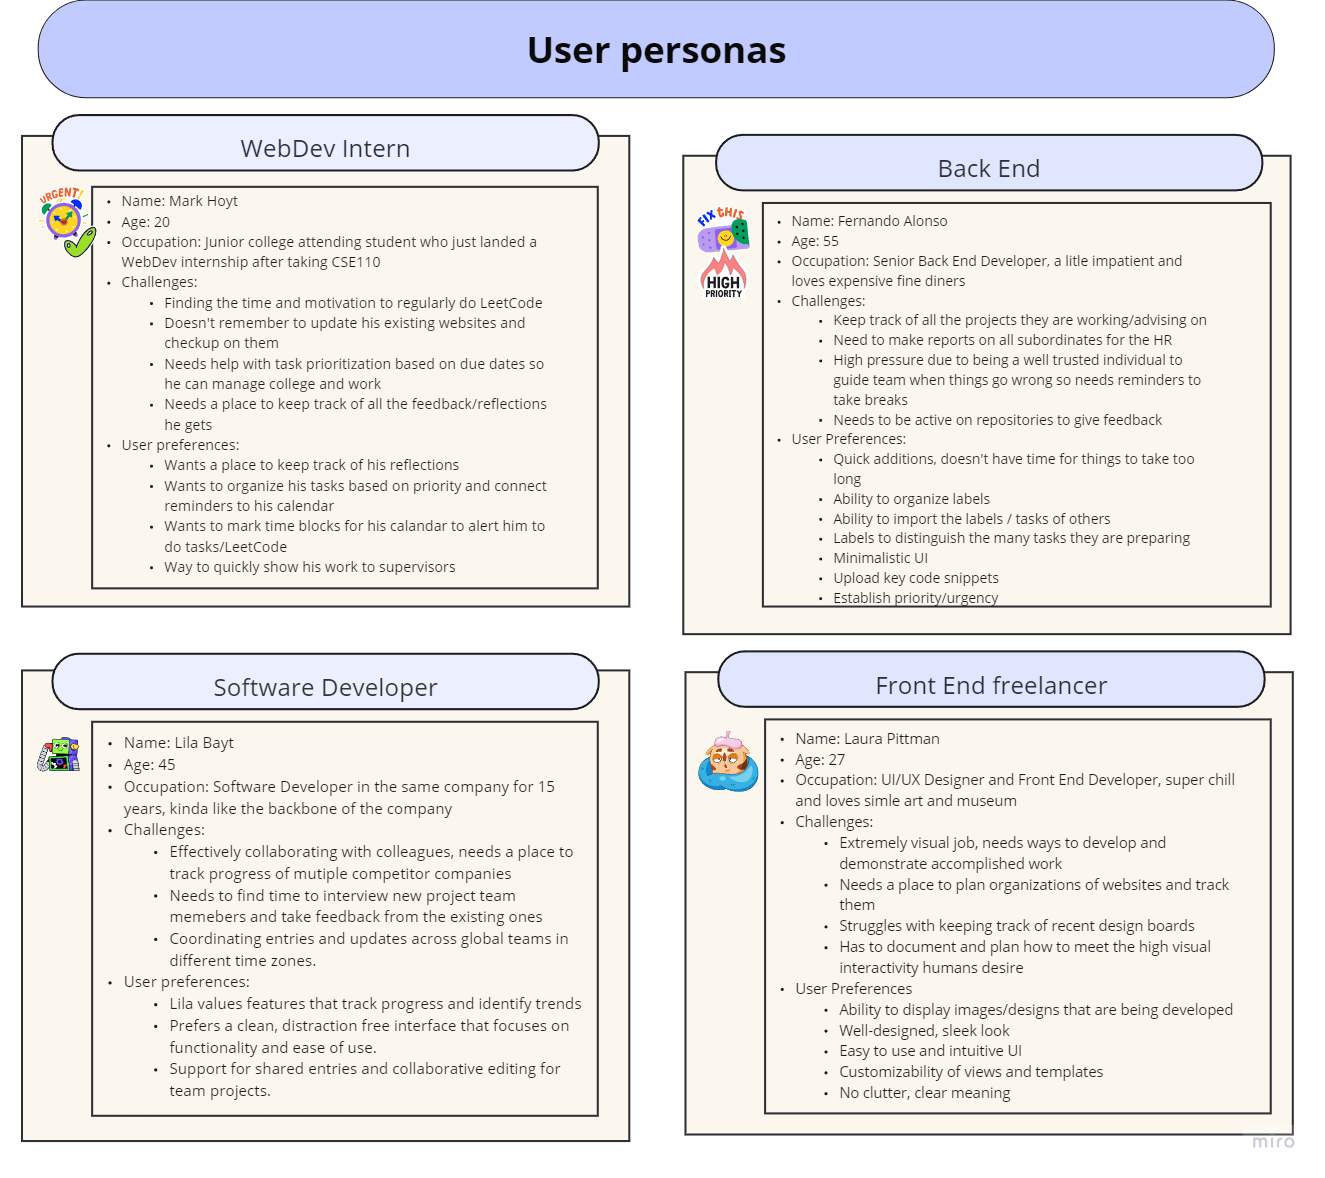 User personas
WebDev Intern
URGENT!
• Name: Mark Hoyt
• Age: 20
• Occupation: Junior college attending student who just landed a
WebDev internship after taking CSE110
• Challenges:
• Finding the time and motivation to regularly do LeetCode
• Doesn't remember to update his existing websites and
checkup on them
• Needs help with task prioritization based on due dates so
he can manage college and work
• Needs a place to keep track of all the feedback/reflections
he gets
• User preferences:
• Wants a place to keep track of his reflections
• Wants to organize his tasks based on priority and connect
reminders to his calendar
• Wants to mark time blocks for his calandar to alert him to
do tasks/LeetCode
• Way to quickly show his work to supervisors
Back End
FIX THIS
HIGH
PRIORITY
• Name: Fernando Alonso
• Age: 55
• Occupation: Senior Back End Developer, a litle impatient and
loves expensive fine diners
• Challenges:
• Keep track of all the projects they are working/advising on
• Need to make reports on all subordinates for the HR
• High pressure due to being a well trusted individual to
guide team when things go wrong so needs reminders to
take breaks
• Needs to be active on repositories to give feedback
• User Preferences:
• Quick additions, doesn't have time for things to take too
long
• Ability to organize labels
• Ability to import the labels / tasks of others
• Labels to distinguish the many tasks they are preparing
• Minimalistic UI
• Upload key code snippets
• Establish priority/urgency
Software Developer
• Name: Lila Bayt
• Age: 45
• Occupation: Software Developer in the same company for 15
years, kinda like the backbone of the company
• Challenges:
• Effectively collaborating with colleagues, needs a place to
track progress of mutiple competitor companies
• Needs to find time to interview new project team
memebers and take feedback from the existing ones
• Coordinating entries and updates across global teams in
different time zones.
• User preferences:
• Lila values features that track progress and identify trends
• Prefers a clean, distraction free interface that focuses on
functionality and ease of use.
• Support for shared entries and collaborative editing for
team projects.
Front End freelancer
• Name: Laura Pittman
• Age: 27
• Occupation: UI/UX Designer and Front End Developer, super chill
and loves simle art and museum
• Challenges:
• Extremely visual job, needs ways to develop and
demonstrate accomplished work
• Needs a place to plan organizations of websites and track
them
• Struggles with keeping track of recent design boards
• Has to document and plan how to meet the high visual
interactivity humans desire
• User Preferences
• Ability to display images/designs that are being developed
• Well-designed, sleek look
• Easy to use and intuitive UI
• Customizability of views and templates
• No clutter, clear meaning
miro